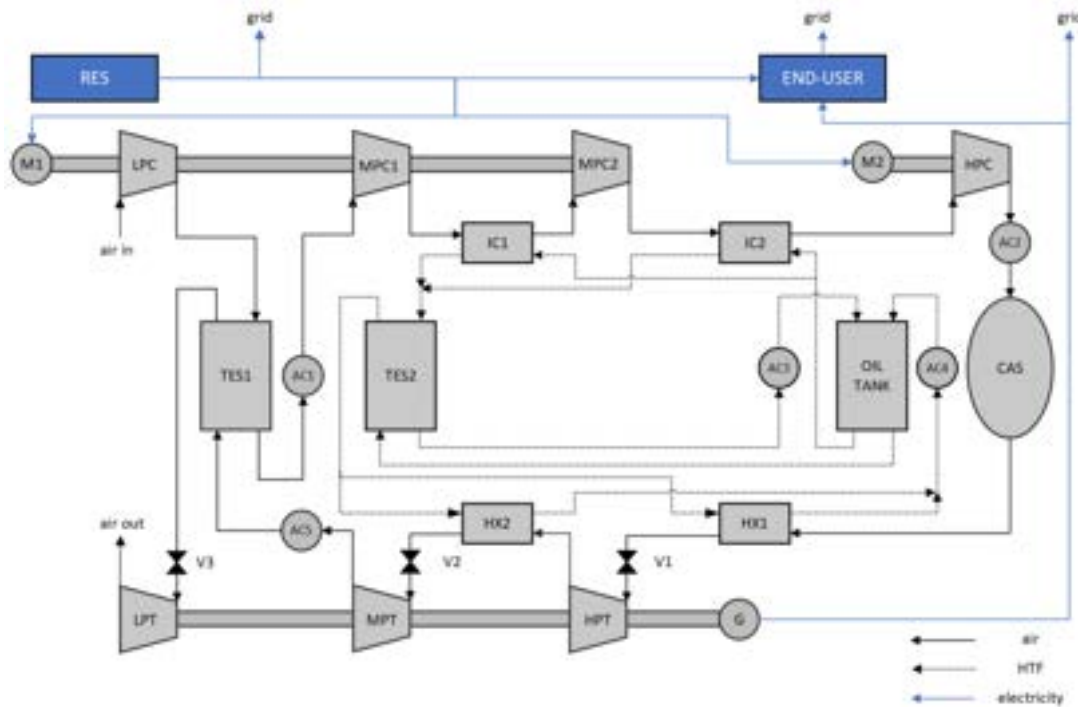 grid
grid
grid
RES
END-USER
M1
LPC
MPC1
MPC2
M2
HPC
air in
IC1
IC2
AC2
TES1
AC1
TES2
AC3
OIL
TANK
AC4
CAS
air out
AC5
HX2
HX1
V3
V2
V1
LPT
MPT
HPT
G
air
HTF
electricity